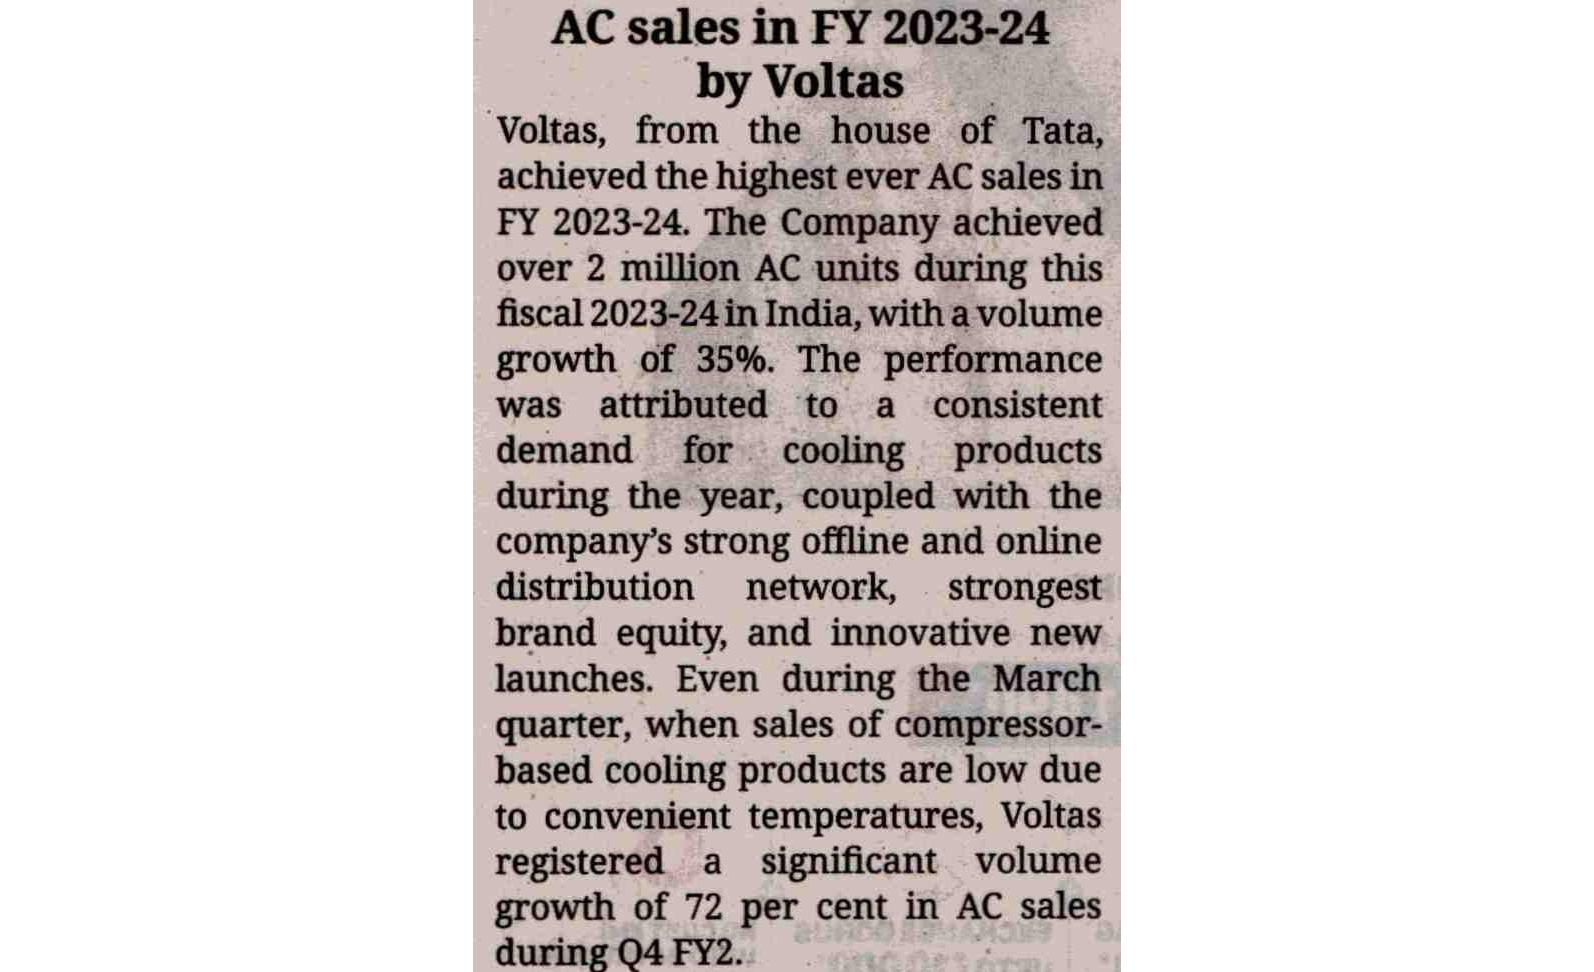 AC sales in FY 2023-24
by Voltas
Voltas, from the house of Tata,
achieved the highest ever AC sales in
FY 2023-24. The Company achieved
over 2 million AC units during this
fiscal 2023-24 in India, with a volume
growth of 35%. The performance
was attributed to a consistent
demand for cooling products
during the year, coupled with the
company's strong offline and online
distribution network, strongest
brand equity, and innovative new
launches. Even during the March
quarter, when sales of compressor-
based cooling products are low due
to convenient temperatures, Voltas
registered a significant volume
growth of 72 per cent in AC sales
during Q4 FY2.